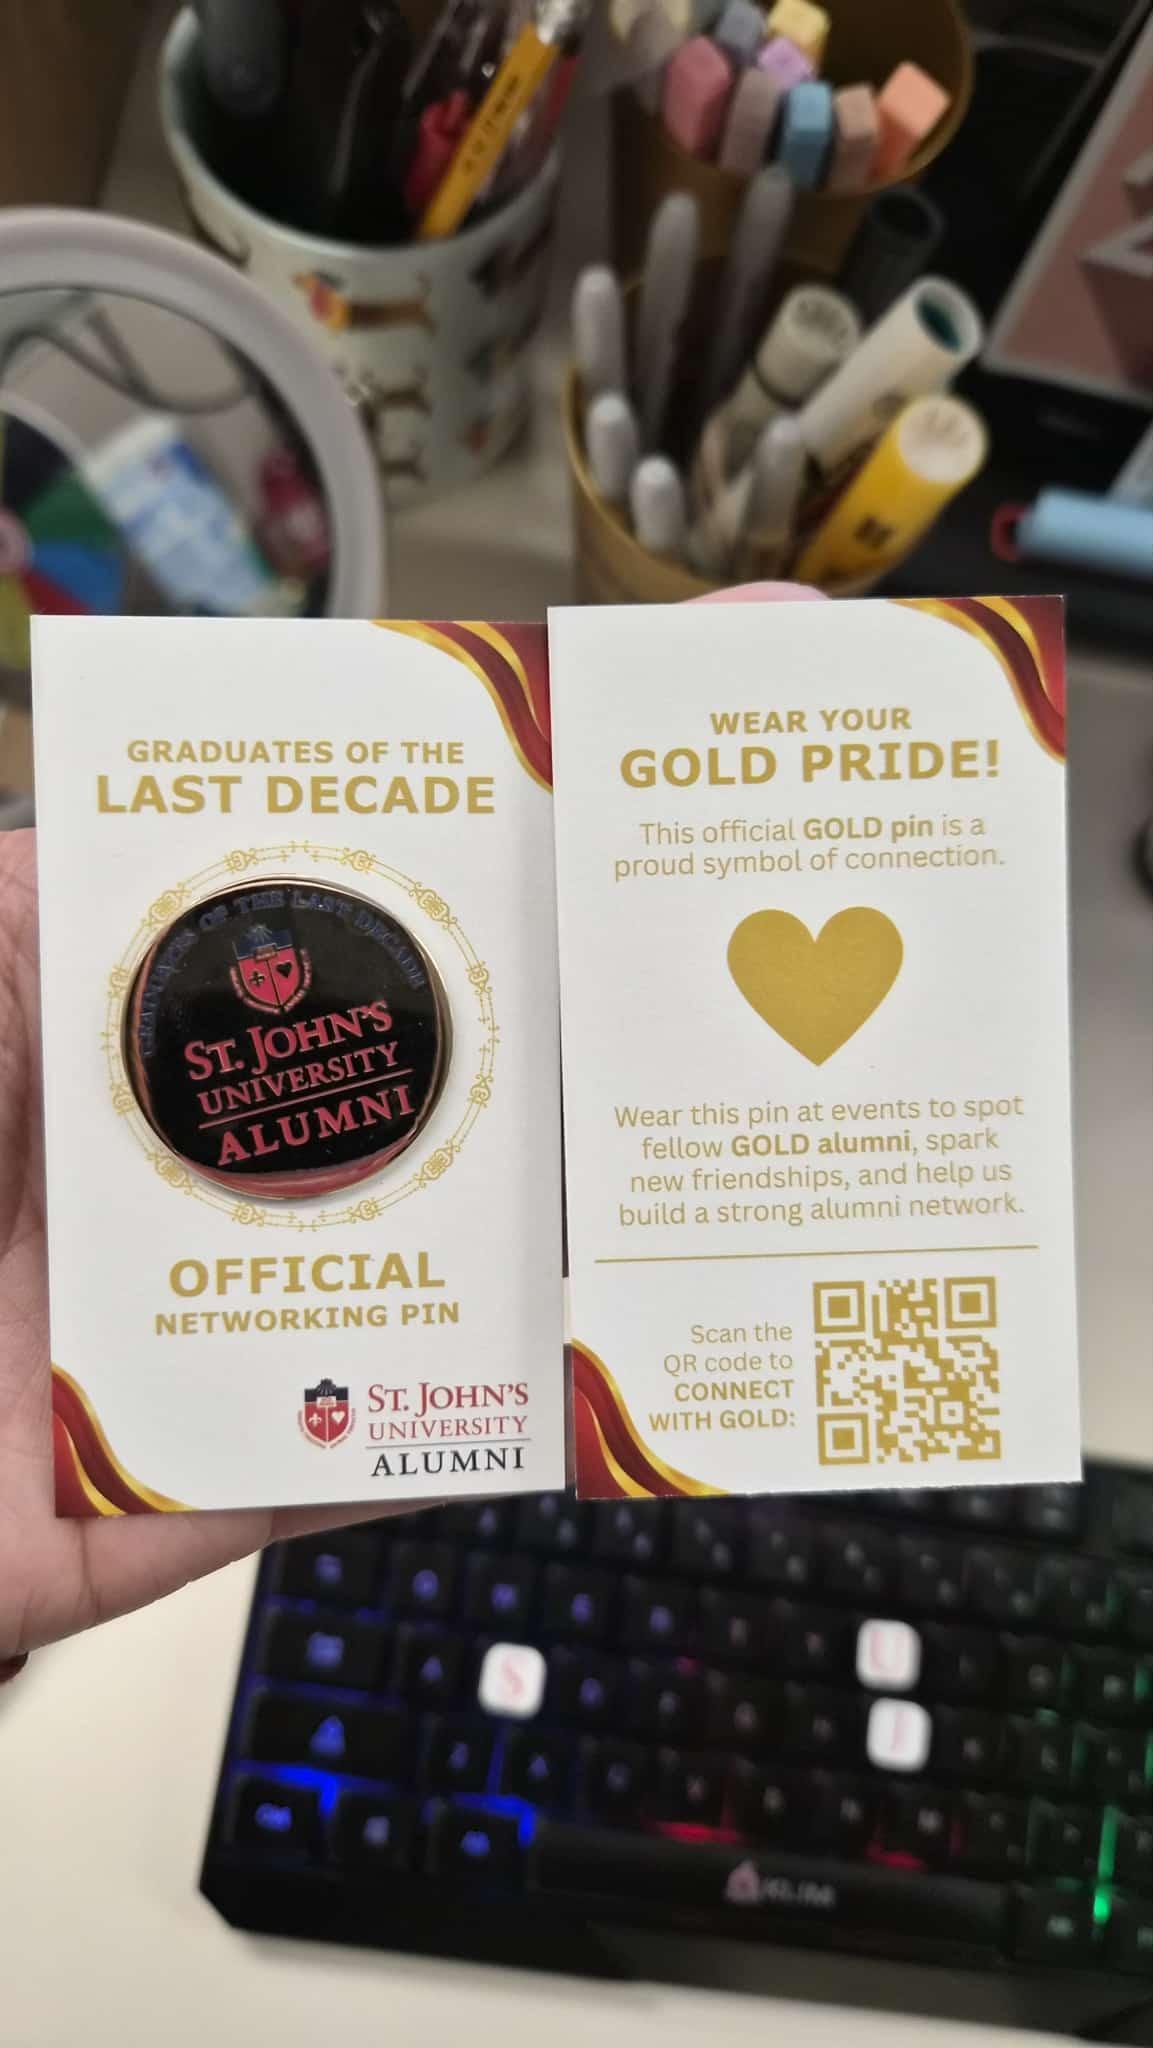 GRADUATES OF THE
LAST DECADE
GRADUATES OF THE LAST DECADE
ST. JOHN'S
UNIVERSITY
ALUMNI
OFFICIAL
NETWORKING PIN
ST. JOHN'S
UNIVERSITY
ALUMNI
WEAR YOUR
GOLD PRIDE!
This official GOLD pin is a
proud symbol of connection.
Wear this pin at events to spot
fellow GOLD alumni, spark
new friendships, and help us
build a strong alumni network.
Scan the
QR code to
CONNECT
WITH GOLD:
S
U
J
KLIM